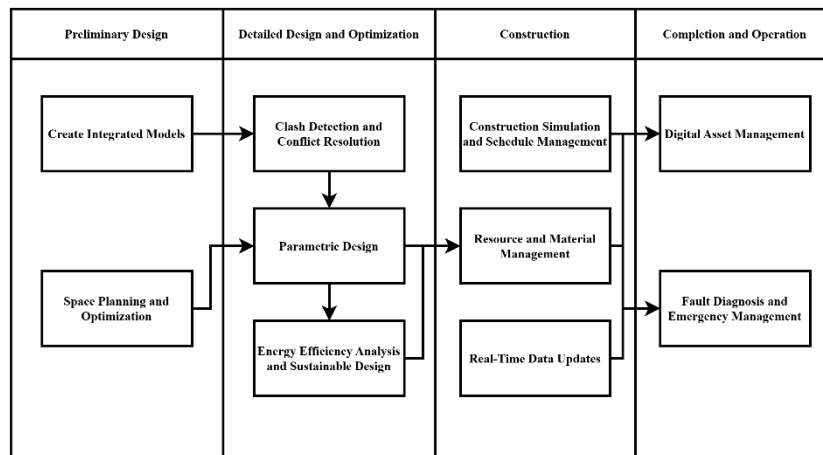 Preliminary Design
Detailed Design and Optimization
Construction
Completion and Operation
Create Integrated Models
Clash Detection and
Conflict Resolution
Construction Simulation
and Schedule Management
Digital Asset Management
Parametric Design
Resource and Material
Management
Space Planning and
Optimization
Fault Diagnosis and
Emergency Management
Energy Efficiency Analysis
and Sustainable Design
Real-Time Data Updates